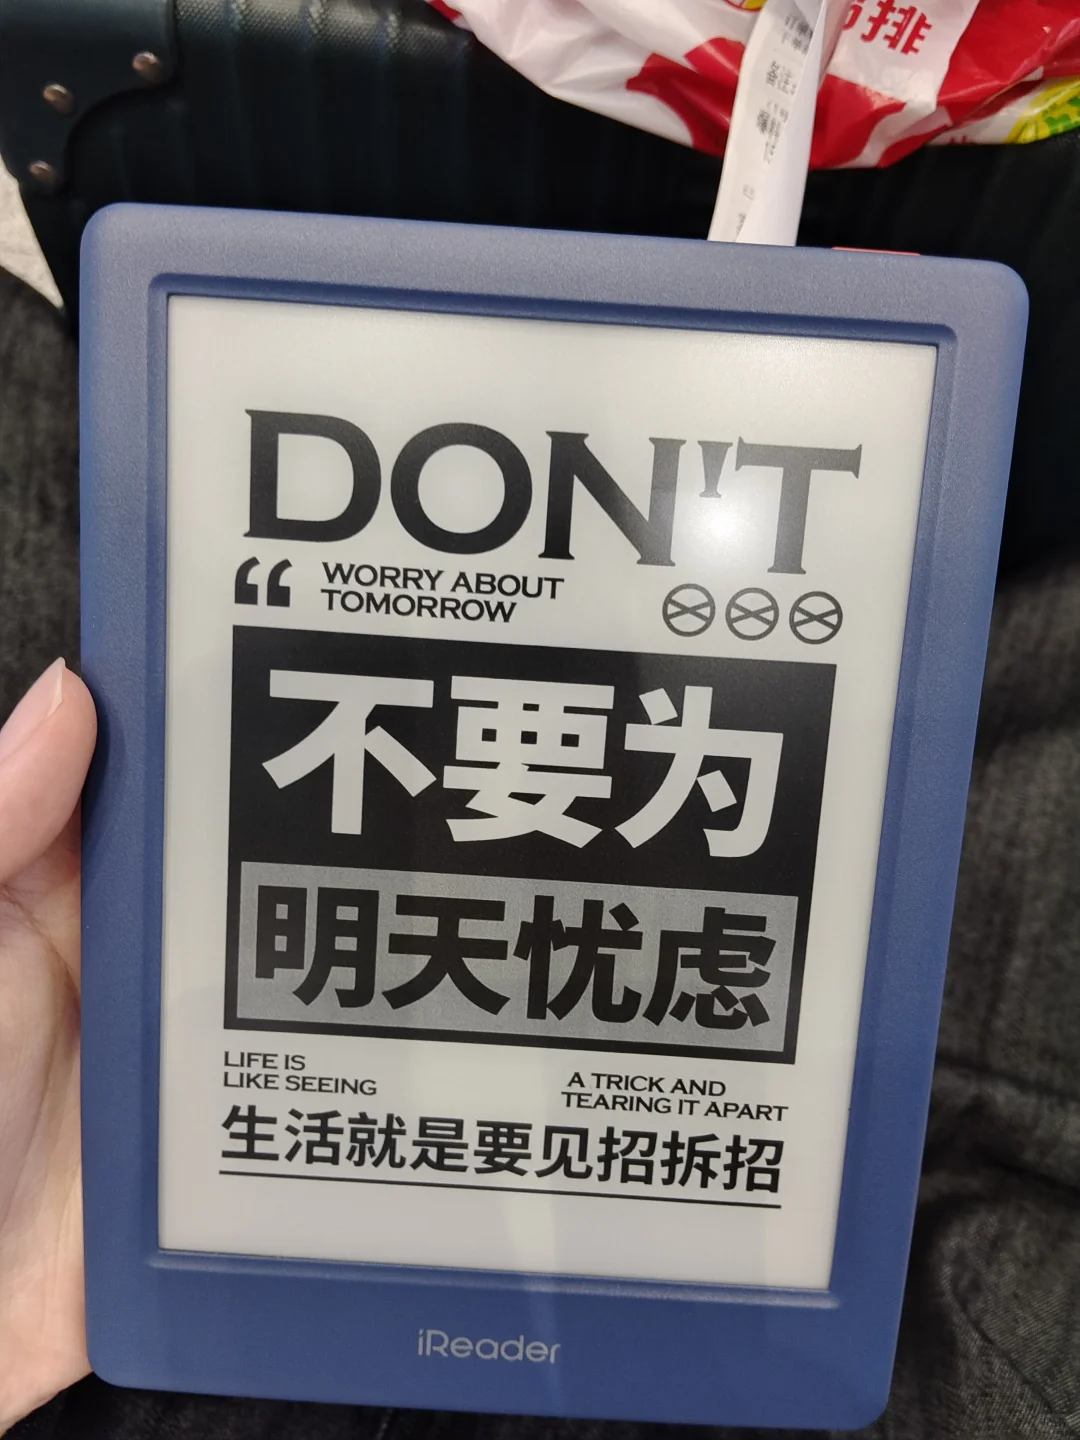 排
DON'T
“ WORRY ABOUT
TOMORROW
不要为
明天忧虑
LIFE IS
LIKE SEEING
A TRICK AND
TEARING IT APART
生活就是要见招拆招
iReader